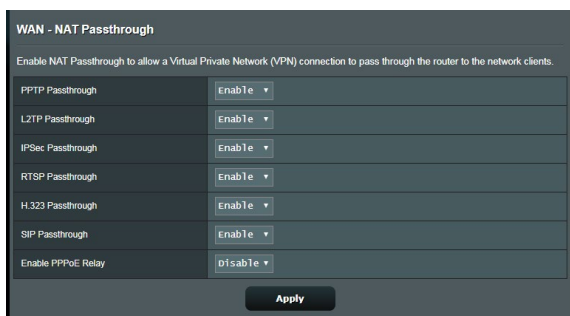 WAN - NAT Passthrough
Enable NAT Passthrough to allow a Virtual Private Network (VPN) connection to pass through the router to the network clients.
PPTP Passthrough Enable
L2TP Passthrough Enable
IPSec Passthrough Enable
RTSP Passthrough Enable
H.323 Passthrough Enable
SIP Passthrough Enable
Enable PPPoE Relay Disable
Apply